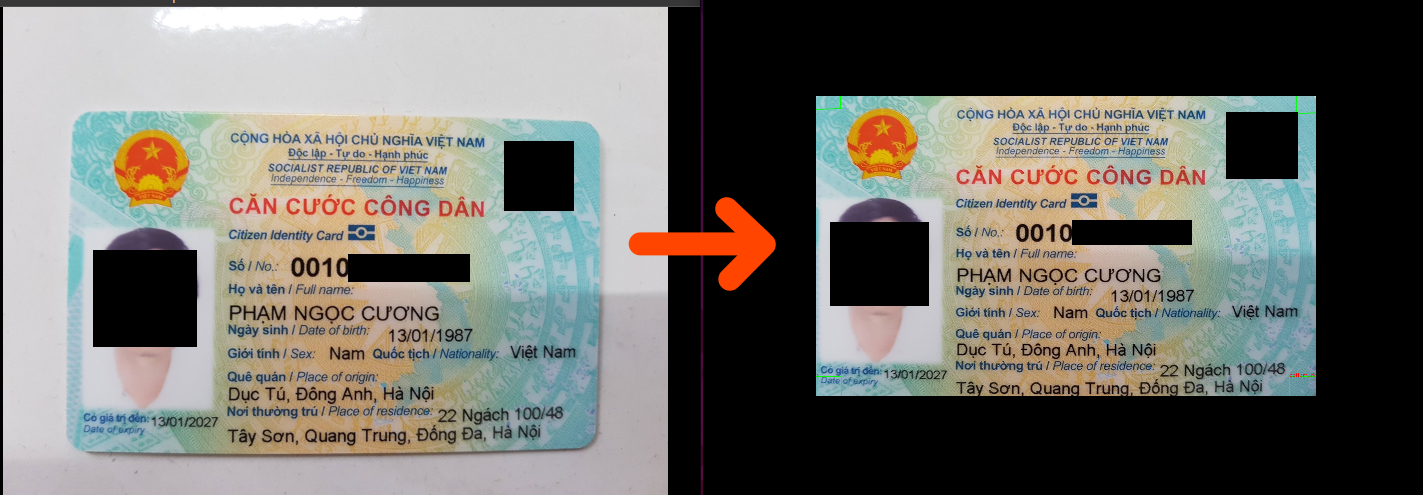 CỘNG HÒA XÃ HỘI CHỦ NGHĨA VIỆT NAM
Độc lập - Tự do - Hạnh phúc
SOCIALIST REPUBLIC OF VIET NAM
Independence - Freedom - Happiness
CĂN CƯỚC CÔNG DÂN
Citizen Identity Card
Số / No.: 0010
Họ và tên / Full name:
PHẠM NGỌC CƯƠNG
Ngày sinh / Date of birth: 13/01/1987
Giới tính / Sex: Nam Quốc tịch / Nationality: Việt Nam
Quê quán / Place of origin:
Dục Tú, Đông Anh, Hà Nội
Nơi thường trú / Place of residence: 22 Ngách 100/48
Tây Sơn, Quang Trung, Đống Đa, Hà Nội
Có giá trị đến: 13/01/2027
Date of expiry
CỘNG HÒA XÃ HỘI CHỦ NGHĨA VIỆT NAM
Độc lập - Tự do - Hạnh phúc
SOCIALIST REPUBLIC OF VIET NAM
Independence - Freedom - Happiness
CĂN CƯỚC CÔNG DÂN
Citizen Identity Card
Số / No.: 0010
Họ và tên / Full name:
PHẠM NGỌC CƯƠNG
Ngày sinh / Date of birth: 13/01/1987
Giới tính / Sex: Nam Quốc tịch / Nationality: Việt Nam
Quê quán / Place of origin:
Dục Tú, Đông Anh, Hà Nội
Nơi thường trú / Place of residence: 22 Ngách 100/48
Tây Sơn, Quang Trung, Đống Đa, Hà Nội
Có giá trị đến: 13/01/2027
Date of expiry